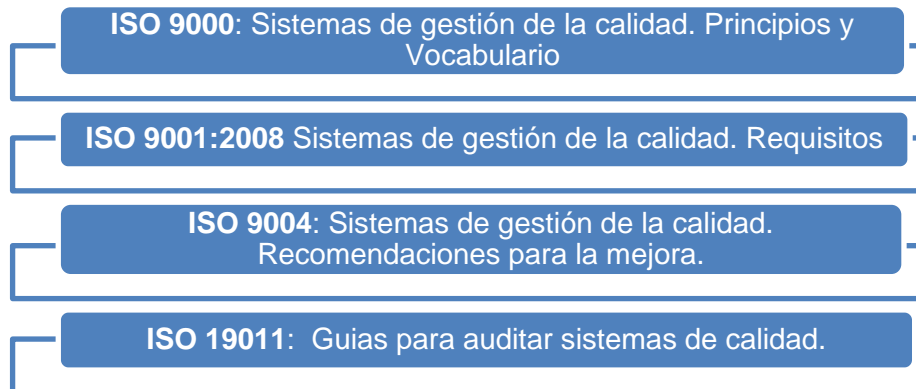 ISO 9000: Sistemas de gestión de la calidad. Principios y
Vocabulario
ISO 9001:2008 Sistemas de gestión de la calidad. Requisitos
ISO 9004: Sistemas de gestión de la calidad.
Recomendaciones para la mejora.
ISO 19011:  Guias para auditar sistemas de calidad.